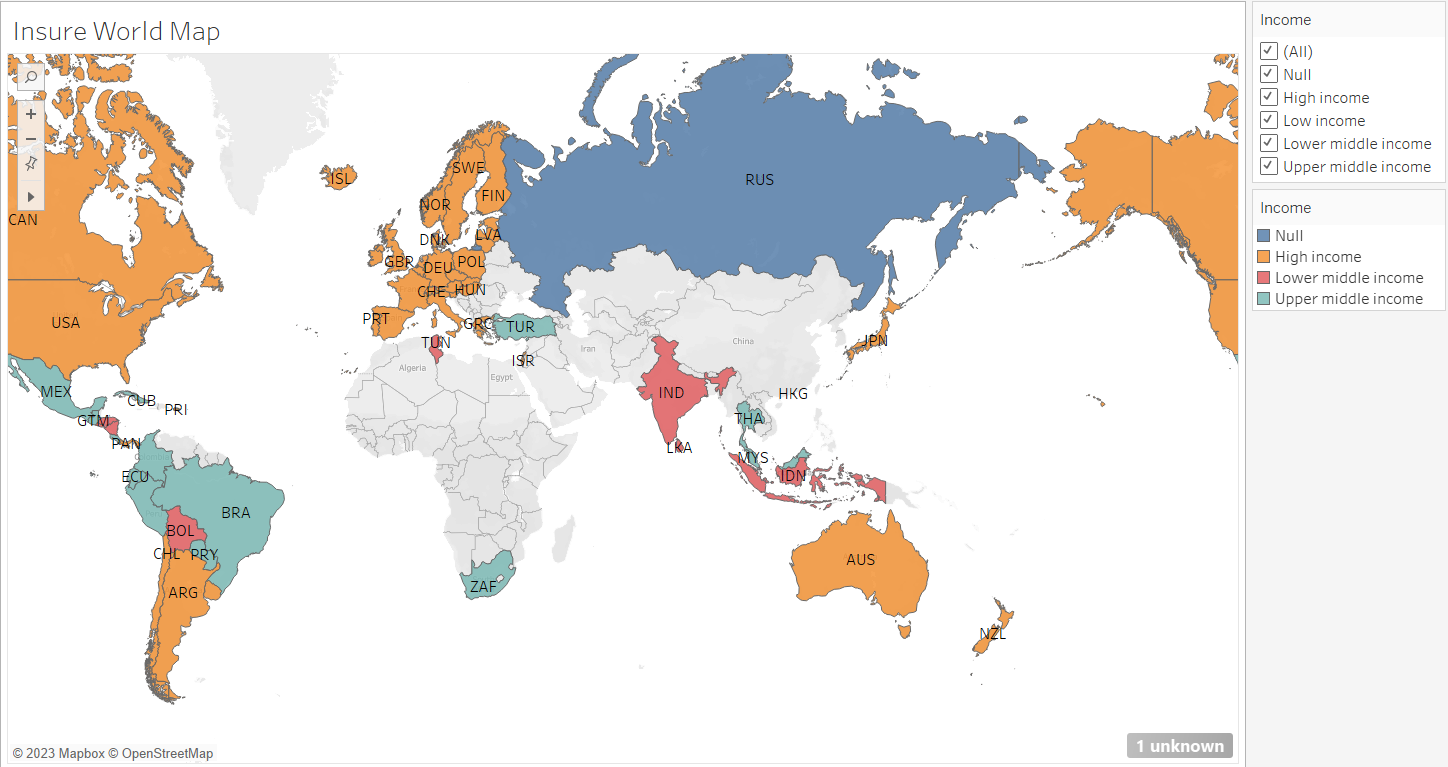 Insure World Map
CAN
USA
MEX
CUB
PRI
GTM
PAN
ECU
BRA
BOL
CHL
PRY
ARG
ISL
SWE
FIN
NOR
DNK
LVA
GBR
DEU
POL
CHE
HUN
PRT
GRC
TUR
TUN
ISR
Algeria
Egypt
Iran
China
RUS
JPN
IND
HKG
THA
LKA
MYS
IDN
ZAF
AUS
NZL
© 2023 Mapbox © OpenStreetMap
1 unknown
Income
(All)
Null
High income
Low income
Lower middle income
Upper middle income
Income
Null
High income
Lower middle income
Upper middle income